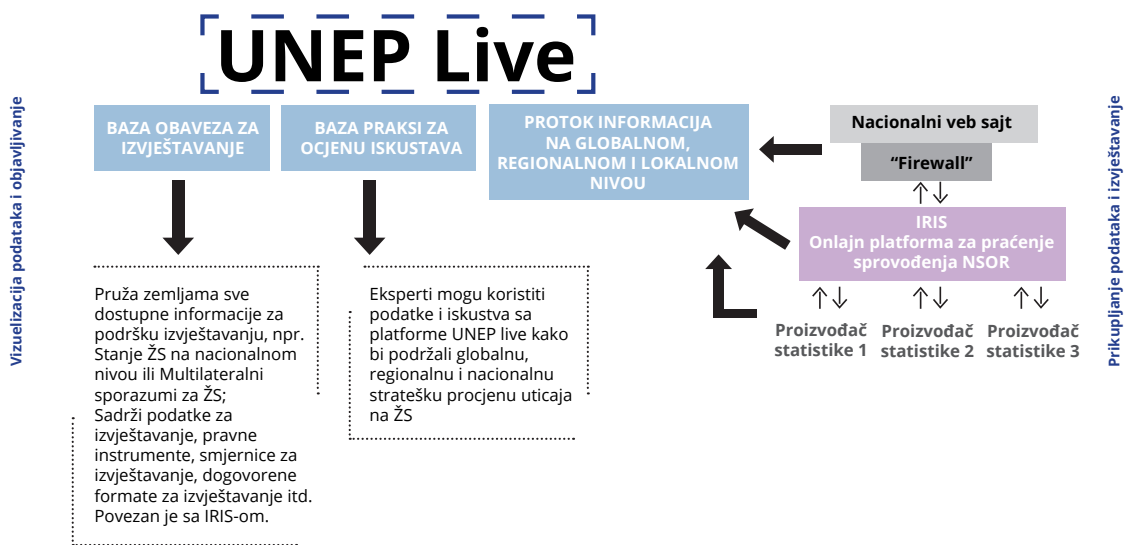 UNEP Live
Vizuelizacija podataka i objavljivanje
BAZA OBAVEZA ZA
IZVJEŠTAVANJE
BAZA PRAKSI ZA
OCJENU ISKUSTAVA
PROTOK INFORMACIJA
NA GLOBALNOM,
REGIONALNOM I LOKALNOM
NIVOU
Nacionalni veb sajt
“Firewall”
IRIS
Onlajn platforma za praćenje
sprovođenja NSOR
Proizvođač
statistike 1
Proizvođač
statistike 2
Proizvođač
statistike 3
Prikupljanje podataka i izvještavanje
Pruža zemljama sve
dostupne informacije za
podršku izvještavanju, npr.
Stanje ŽS na nacionalnom
nivou ili Multilateralni
sporazumi za ŽS;
Sadrži podatke za
izvještavanje, pravne
instrumente, smjernice za
izvještavanje, dogovorene
formate za izvještavanje itd.
Povezan je sa IRIS-om.
Eksperti mogu koristiti
podatke i iskustva sa
platforme UNEP live kako
bi podržali globalnu,
regionalnu i nacionalnu
stratešku procjenu uticaja
na ŽS